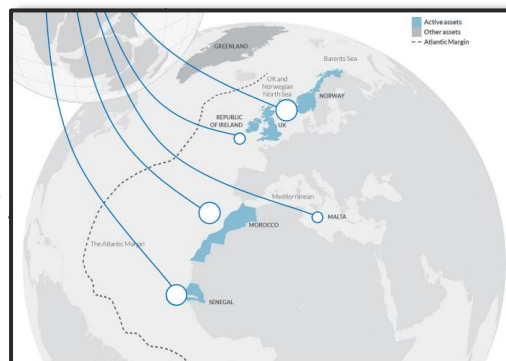 Active assets
Other assets
Atlantic Margin
GREENLAND
Barents Sea
UK and
Norwegian
North Sea
NORWAY
REPUBLIC
OF IRELAND
UK
Mediterranean
MALTA
MOROCCO
The Atlantic Margin
SENEGAL